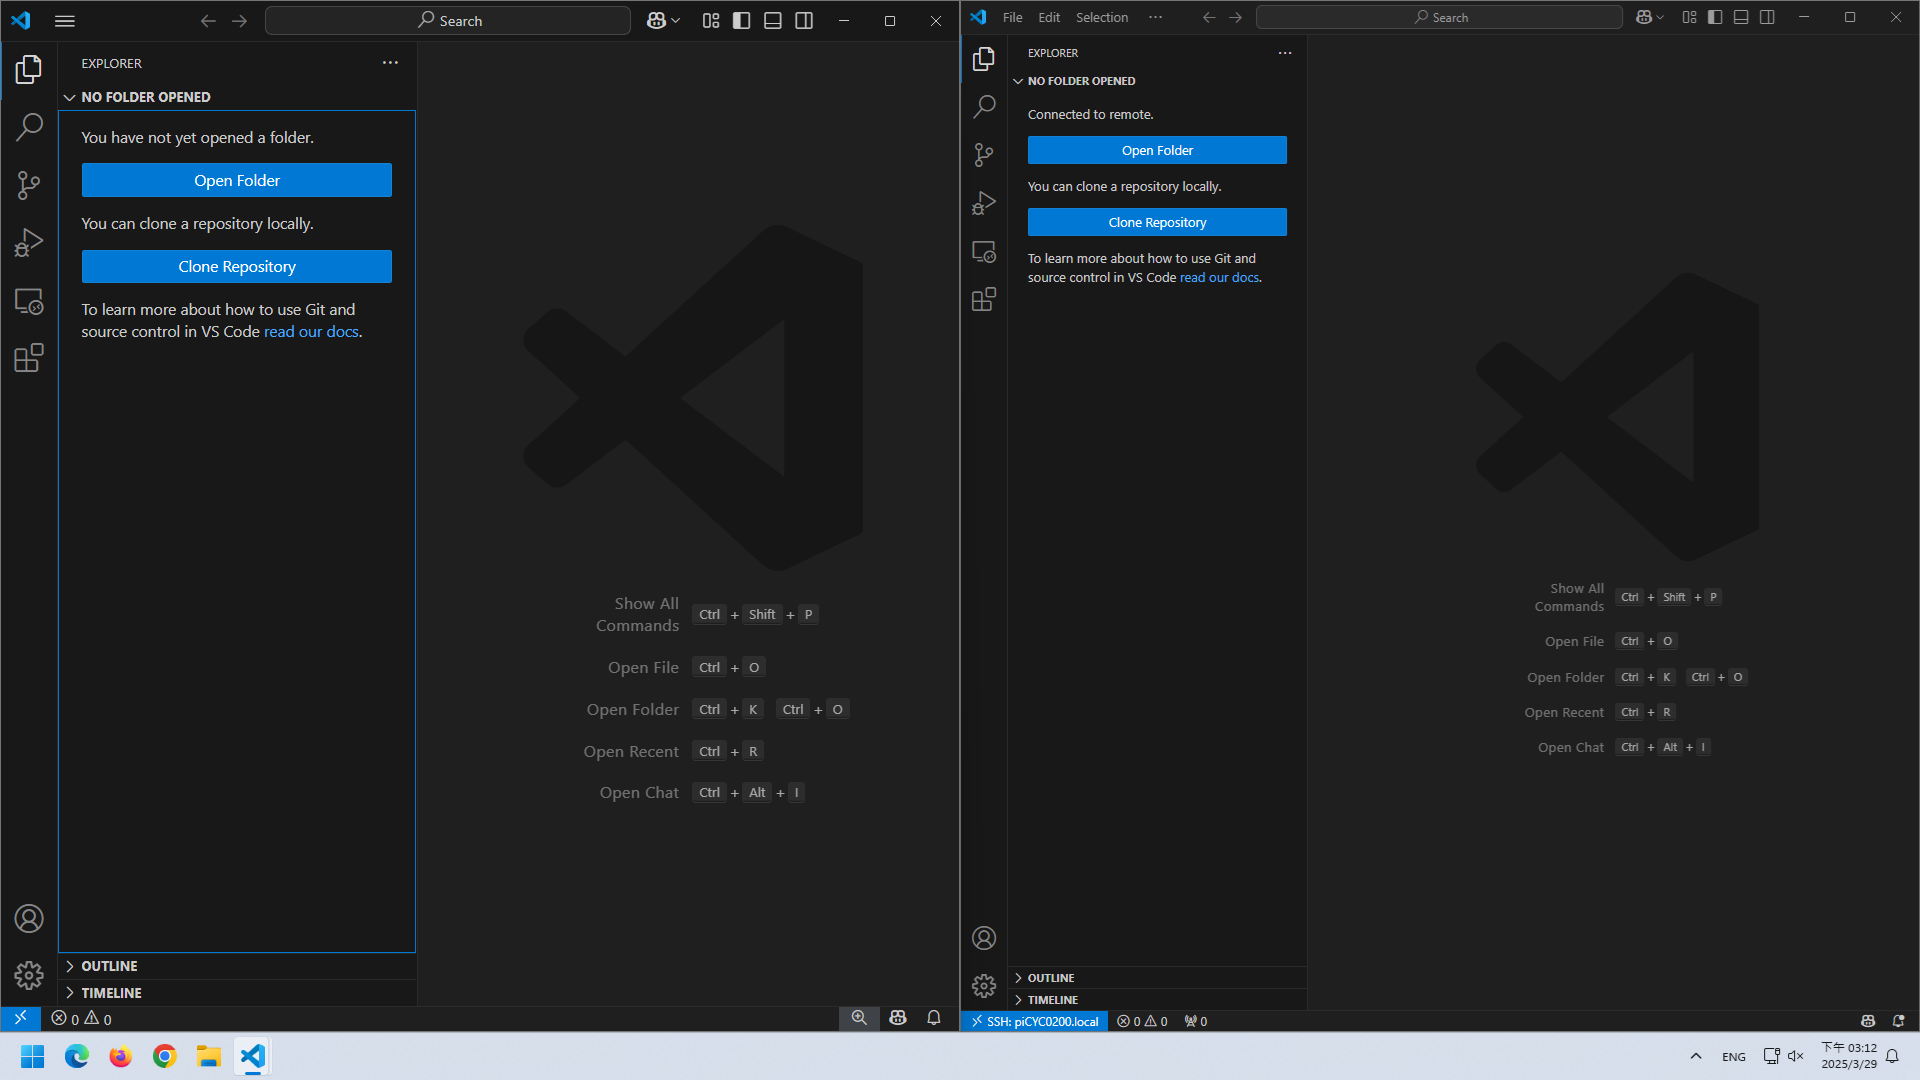 Search
EXPLORER
NO FOLDER OPENED
You have not yet opened a folder.
Open Folder
You can clone a repository locally.
Clone Repository
To learn more about how to use Git and
source control in VS Code read our docs.
Show All
Commands
Ctrl + Shift + P
Open File Ctrl + O
Open Folder Ctrl + K Ctrl + O
Open Recent Ctrl + R
Open Chat Ctrl + Alt + I
OUTLINE
TIMELINE
0 0
File Edit Selection ···
Search
EXPLORER
NO FOLDER OPENED
Connected to remote.
Open Folder
You can clone a repository locally.
Clone Repository
To learn more about how to use Git and
source control in VS Code read our docs.
Show All
Commands
Ctrl + Shift + P
Open File Ctrl + O
Open Folder Ctrl + K Ctrl + O
Open Recent Ctrl + R
Open Chat Ctrl + Alt + I
OUTLINE
TIMELINE
SSH: piCYC0200.local 0 0 0
ENG
下午 03:12
2025/3/29